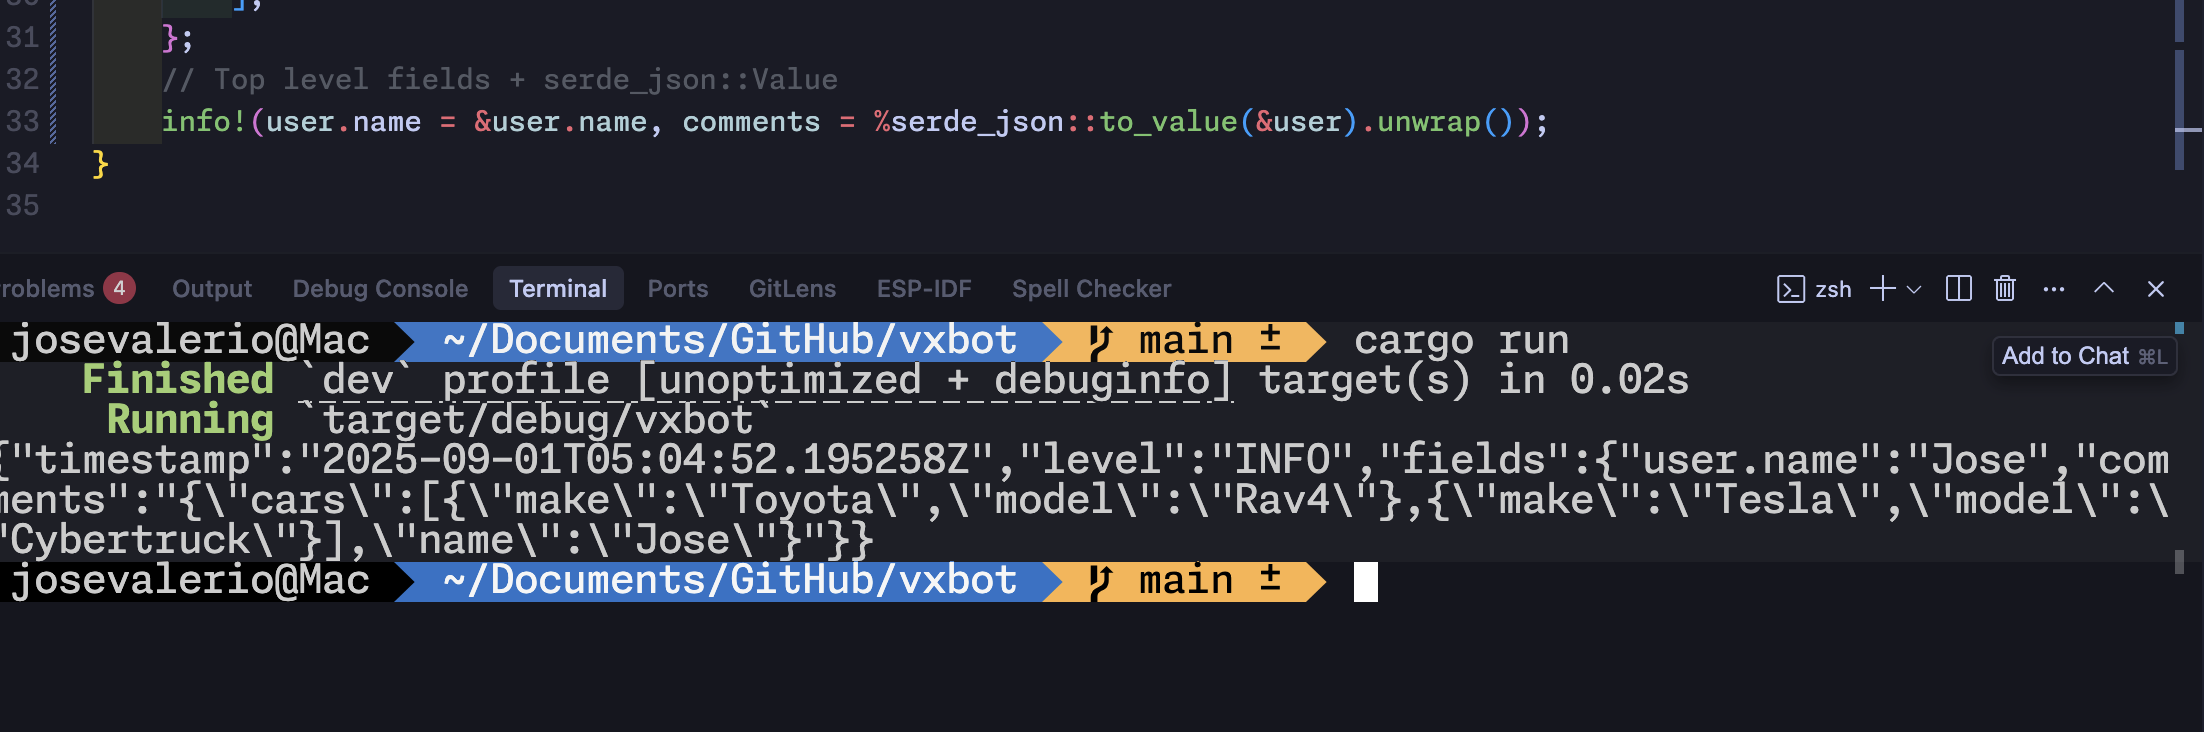 ];
31 };
32 // Top level fields + serde_json::Value
33 info!(user.name = &user.name, comments = %serde_json::to_value(&user).unwrap());
34 }
35
roblems 4 Output Debug Console Terminal Ports GitLens ESP-IDF Spell Checker zsh
josevalerio@Mac ~/Documents/GitHub/vxbot main ± cargo run
Add to Chat ⌘L
Finished `dev` profile [unoptimized + debuginfo] target(s) in 0.02s
Running `target/debug/vxbot`
{"timestamp":"2025-09-01T05:04:52.195258Z","level":"INFO","fields":{"user.name":"Jose","com
ments":"{\"cars\":[{\"make\":\"Toyota\",\"model\":\"Rav4\"},{\"make\":\"Tesla\",\"model\":\
"Cybertruck\"}],\"name\":\"Jose\"}"}}
josevalerio@Mac ~/Documents/GitHub/vxbot main ±